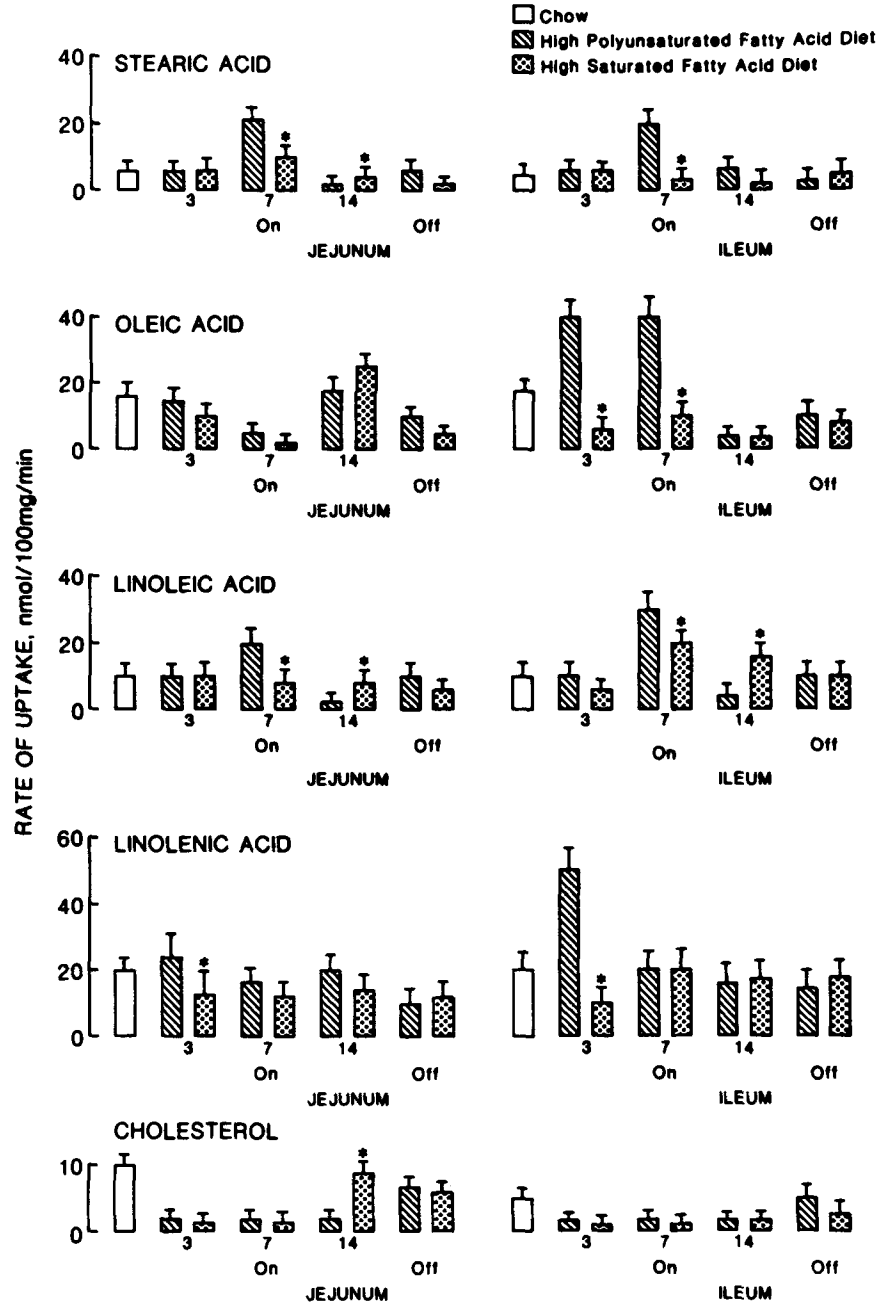 Chow
High Polyunsaturated Fatty Acid Diet
High Saturated Fatty Acid Diet
RATE OF UPTAKE, nmol/100mg/min
STEARIC ACID
40
20
0
* *
3 7 14
On Off
JEJUNUM
*
3 7 14
On Off
ILEUM
OLEIC ACID
40
20
0
3 7 14
On Off
JEJUNUM
* *
3 7 14
On Off
ILEUM
LINOLEIC ACID
40
20
0
* *
3 7 14
On Off
JEJUNUM
* *
3 7 14
On Off
ILEUM
LINOLENIC ACID
60
40
20
0
*
3 7 14
On Off
JEJUNUM
*
3 7 14
On Off
ILEUM
CHOLESTEROL
10
0
*
3 7 14
On Off
JEJUNUM
3 7 14
On Off
ILEUM